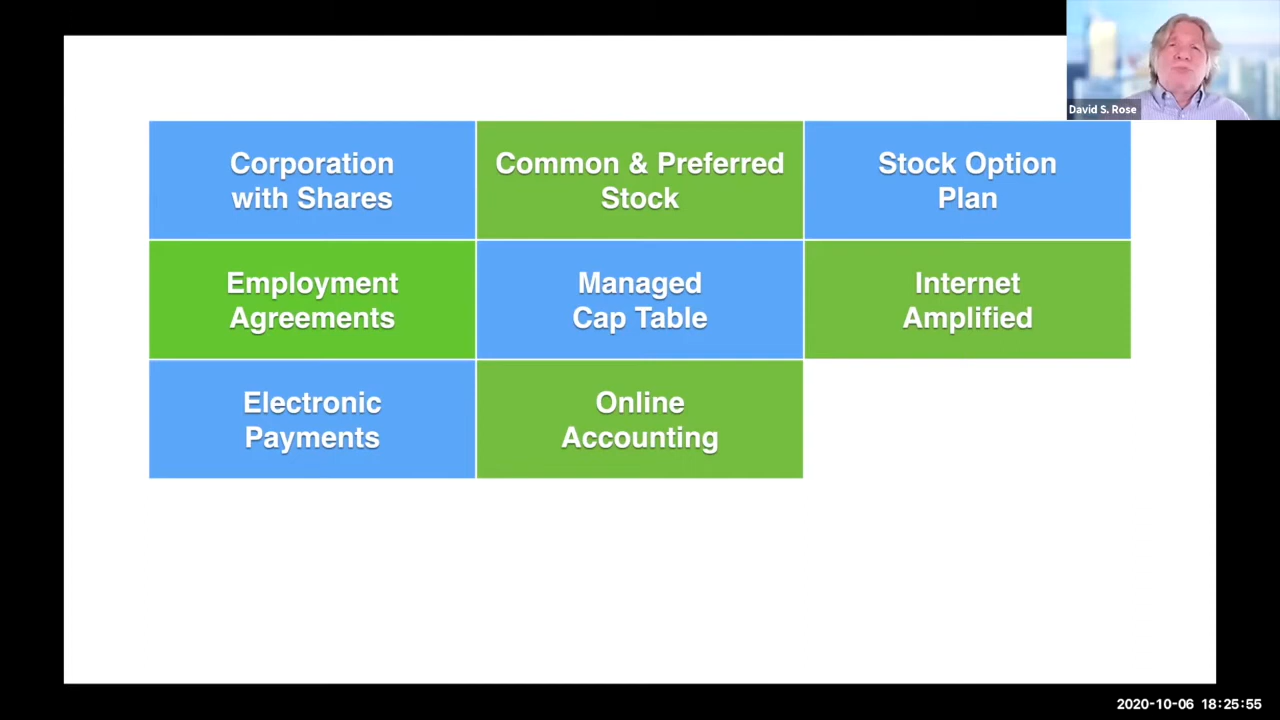 David S. Rose
Corporation
with Shares
Common & Preferred
Stock
Stock Option
Plan
Employment
Agreements
Managed
Cap Table
Internet
Amplified
Electronic
Payments
Online
Accounting
2020-10-06 18:25:55